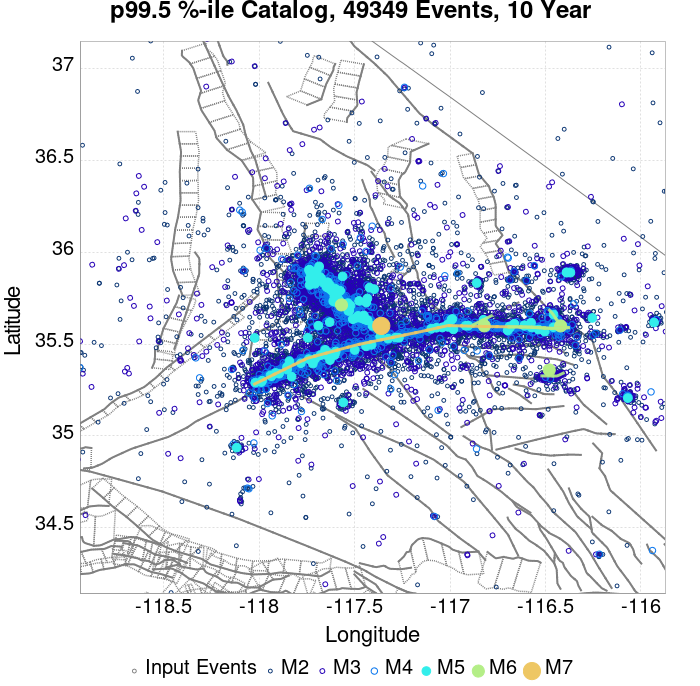 p99.5 %-ile Catalog, 49349 Events, 10 Year
37
36.5
36
35.5
35
34.5
Latitude
-118.5 -118 -117.5 -117 -116.5 -116
Longitude
Input Events M2 M3 M4 M5 M6 M7